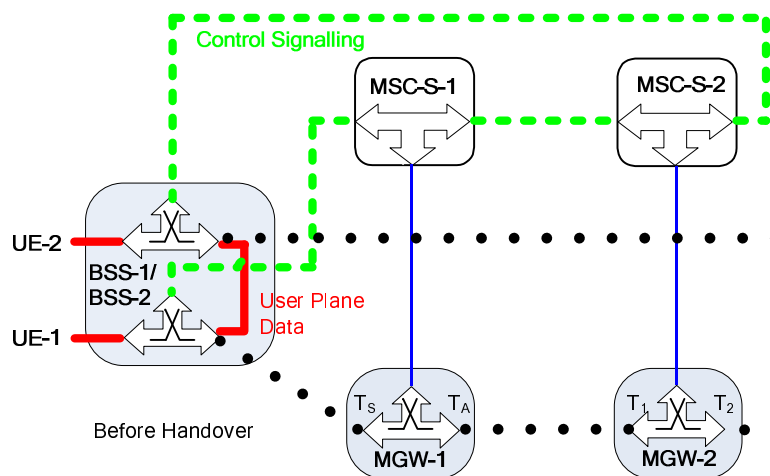 Control Signalling
MSC-S-1
MSC-S-2
UE-2
BSS-1/
BSS-2
User Plane
Data
UE-1
Before Handover
TS
TA
MGW-1
T1
T2
MGW-2